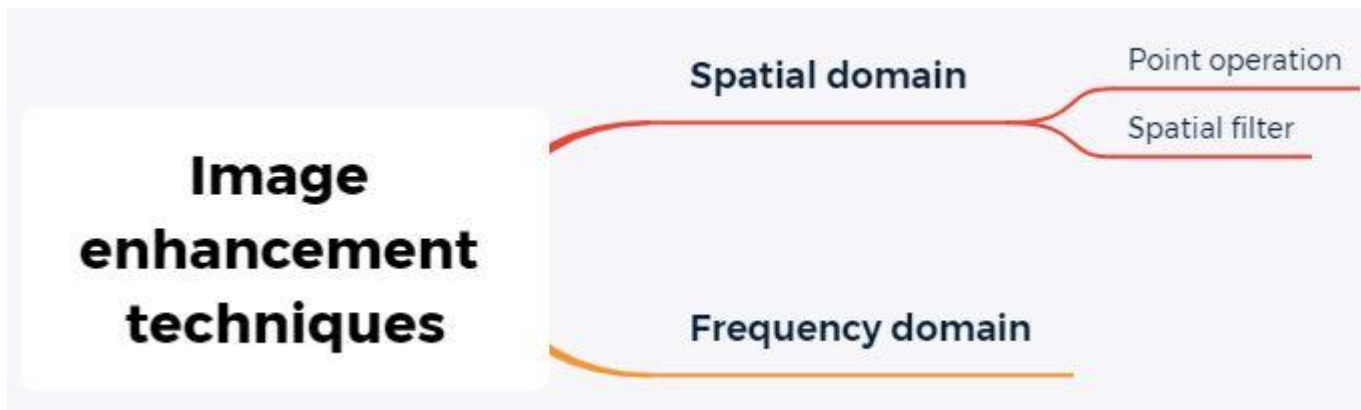 Image
enhancement
techniques
Spatial domain
Point operation
Spatial filter
Frequency domain